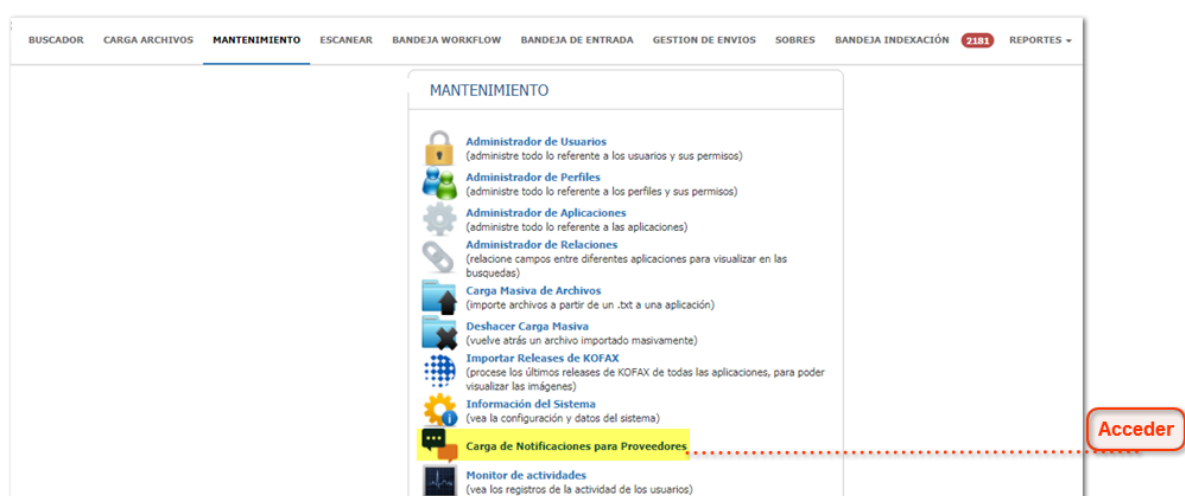 BUSCADOR CARGA ARCHIVOS MANTENIMIENTO ESCANEAR BANDEJA WORKFLOW BANDEJA DE ENTRADA GESTION DE ENVIOS SOBRES BANDEJA INDEXACIÓN 2181 REPORTES
MANTENIMIENTO
Administrador de Usuarios
(administre todo lo referente a los usuarios y sus permisos)
Administrador de Perfiles
(administre todo lo referente a los perfiles y sus permisos)
Administrador de Aplicaciones
(administre todo lo referente a las aplicaciones)
Administrador de Relaciones
(relacione campos entre diferentes aplicaciones para visualizar en las
busquedas)
Carga Masiva de Archivos
(importe archivos a partir de un .txt a una aplicación)
Deshacer Carga Masiva
(vuelve atrás un archivo importado masivamente)
Importar Releases de KOFAX
(procese los últimos releases de KOFAX de todas las aplicaciones, para poder
visualizar las imágenes)
Información del Sistema
(vea la configuración y datos del sistema)
Carga de Notificaciones para Proveedores
Acceder
Monitor de actividades
(vea los registros de la actividad de los usuarios)